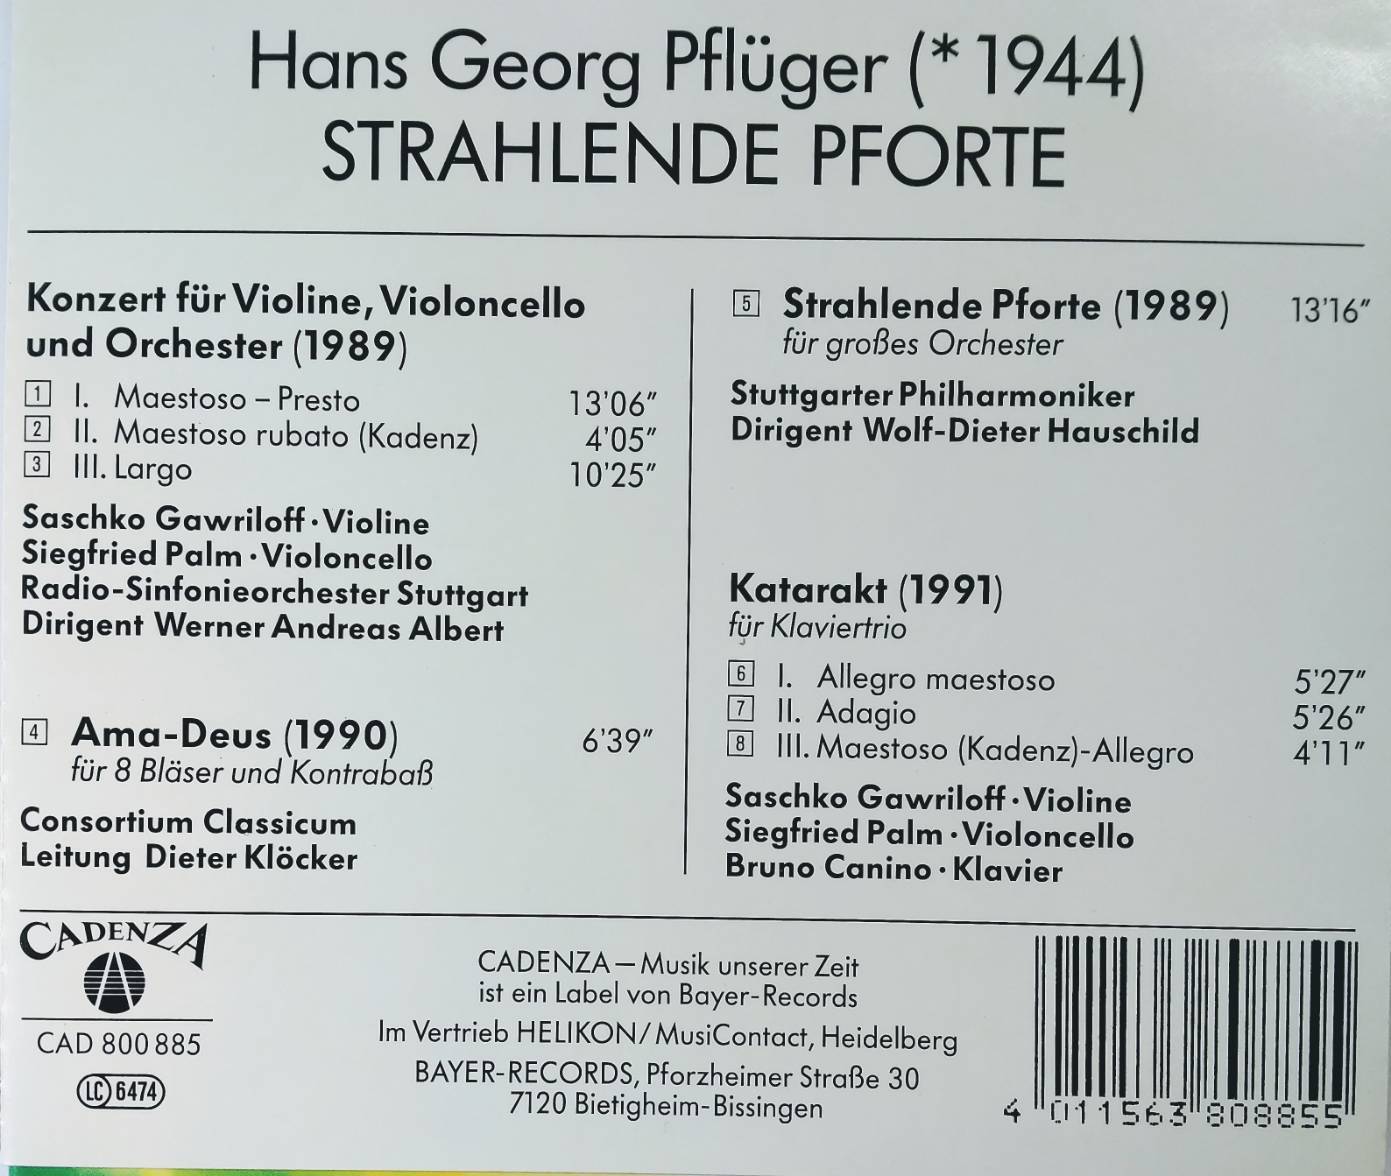 Hans Georg Pflüger (* 1944)
STRAHLENDE PFORTE
Konzert für Violine, Violoncello
und Orchester (1989)
1 I. Maestoso – Presto 13'06"
2 II. Maestoso rubato (Kadenz) 4'05"
3 III. Largo 10'25"
Saschko Gawriloff · Violine
Siegfried Palm · Violoncello
Radio-Sinfonieorchester Stuttgart
Dirigent Werner Andreas Albert
4 Ama-Deus (1990) 6'39"
für 8 Bläser und Kontrabaß
Consortium Classicum
Leitung Dieter Klöcker
5 Strahlende Pforte (1989) 13'16"
für großes Orchester
Stuttgarter Philharmoniker
Dirigent Wolf-Dieter Hauschild
Katarakt (1991)
für Klaviertrio
6 I. Allegro maestoso 5'27"
7 II. Adagio 5'26"
8 III. Maestoso (Kadenz)-Allegro 4'11"
Saschko Gawriloff · Violine
Siegfried Palm · Violoncello
Bruno Canino · Klavier
CADENZA
CAD 800 885
LC 6474
CADENZA – Musik unserer Zeit
ist ein Label von Bayer-Records
Im Vertrieb HELIKON/MusiContact, Heidelberg
BAYER-RECORDS, Pforzheimer Straße 30
7120 Bietigheim-Bissingen
4 011563 808855